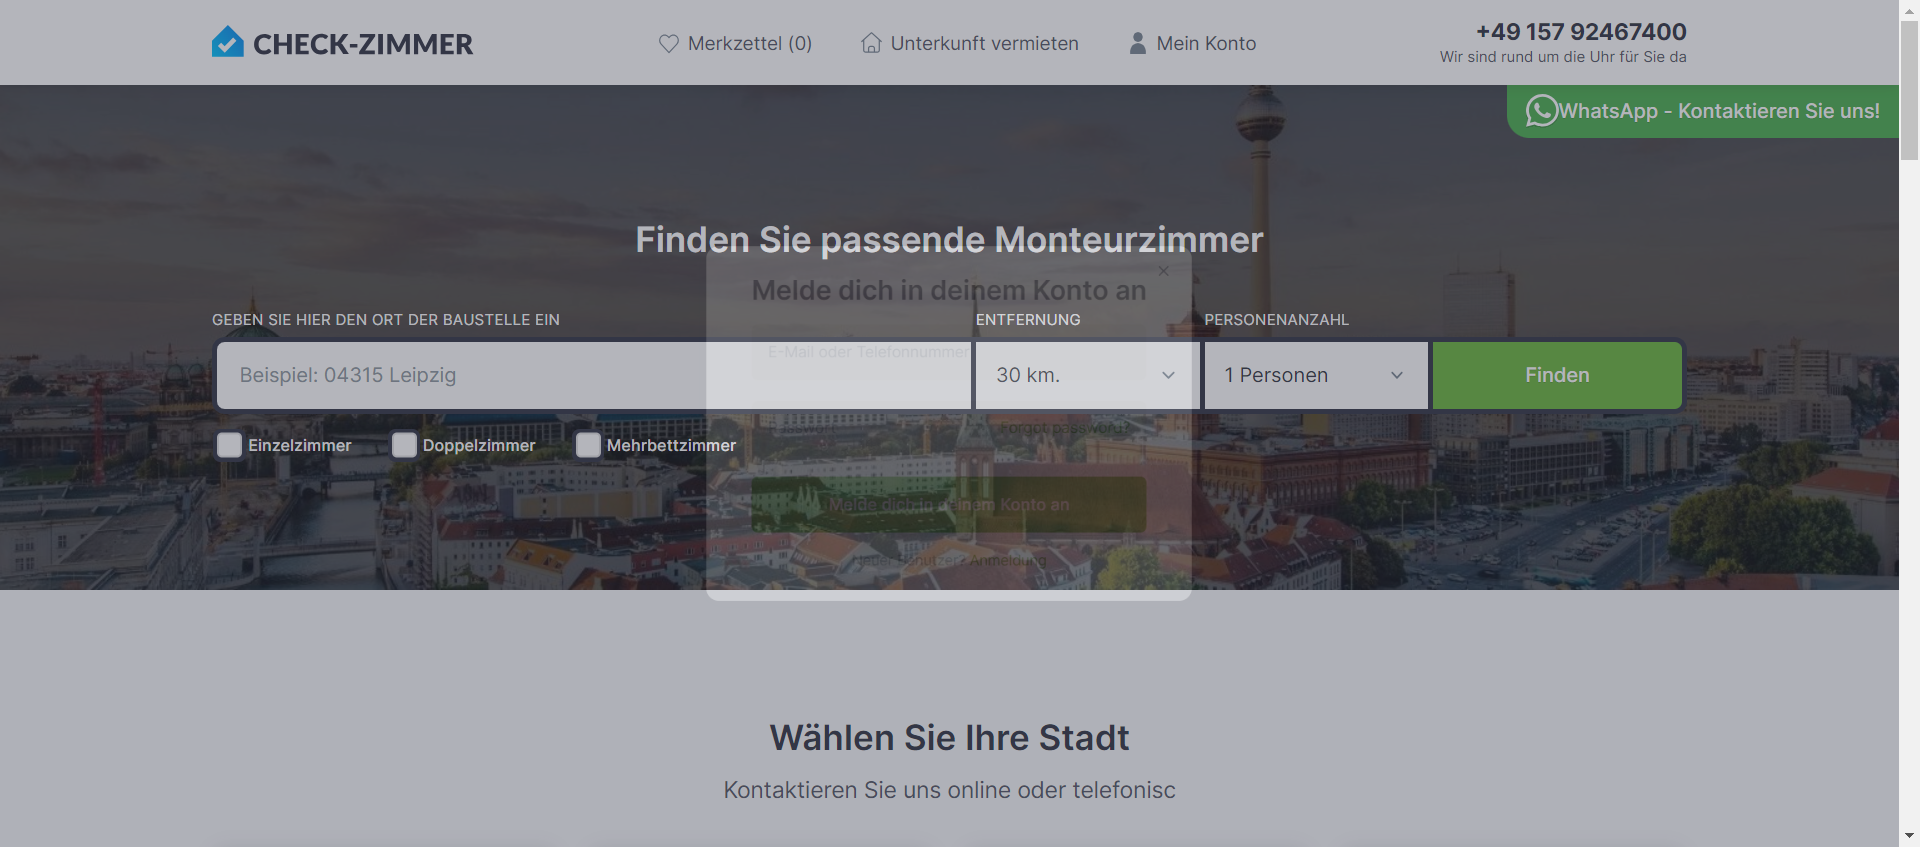 CHECK-ZIMMER
Merkzettel (0)
Unterkunft vermieten
Mein Konto
+49 157 92467400
Wir sind rund um die Uhr für Sie da
WhatsApp - Kontaktieren Sie uns!
Finden Sie passende Monteurzimmer
Melde dich in deinem Konto an
GEBEN SIE HIER DEN ORT DER BAUSTELLE EIN
ENTFERNUNG
PERSONENANZAHL
E-Mail oder Telefonnummer
Beispiel: 04315 Leipzig
30 km.
1 Personen
Finden
Passwort
Forgot password?
Einzelzimmer
Doppelzimmer
Mehrbettzimmer
Melde dich in deinem Konto an
Neuer Benutzer? Anmeldung
Wählen Sie Ihre Stadt
Kontaktieren Sie uns online oder telefonisc